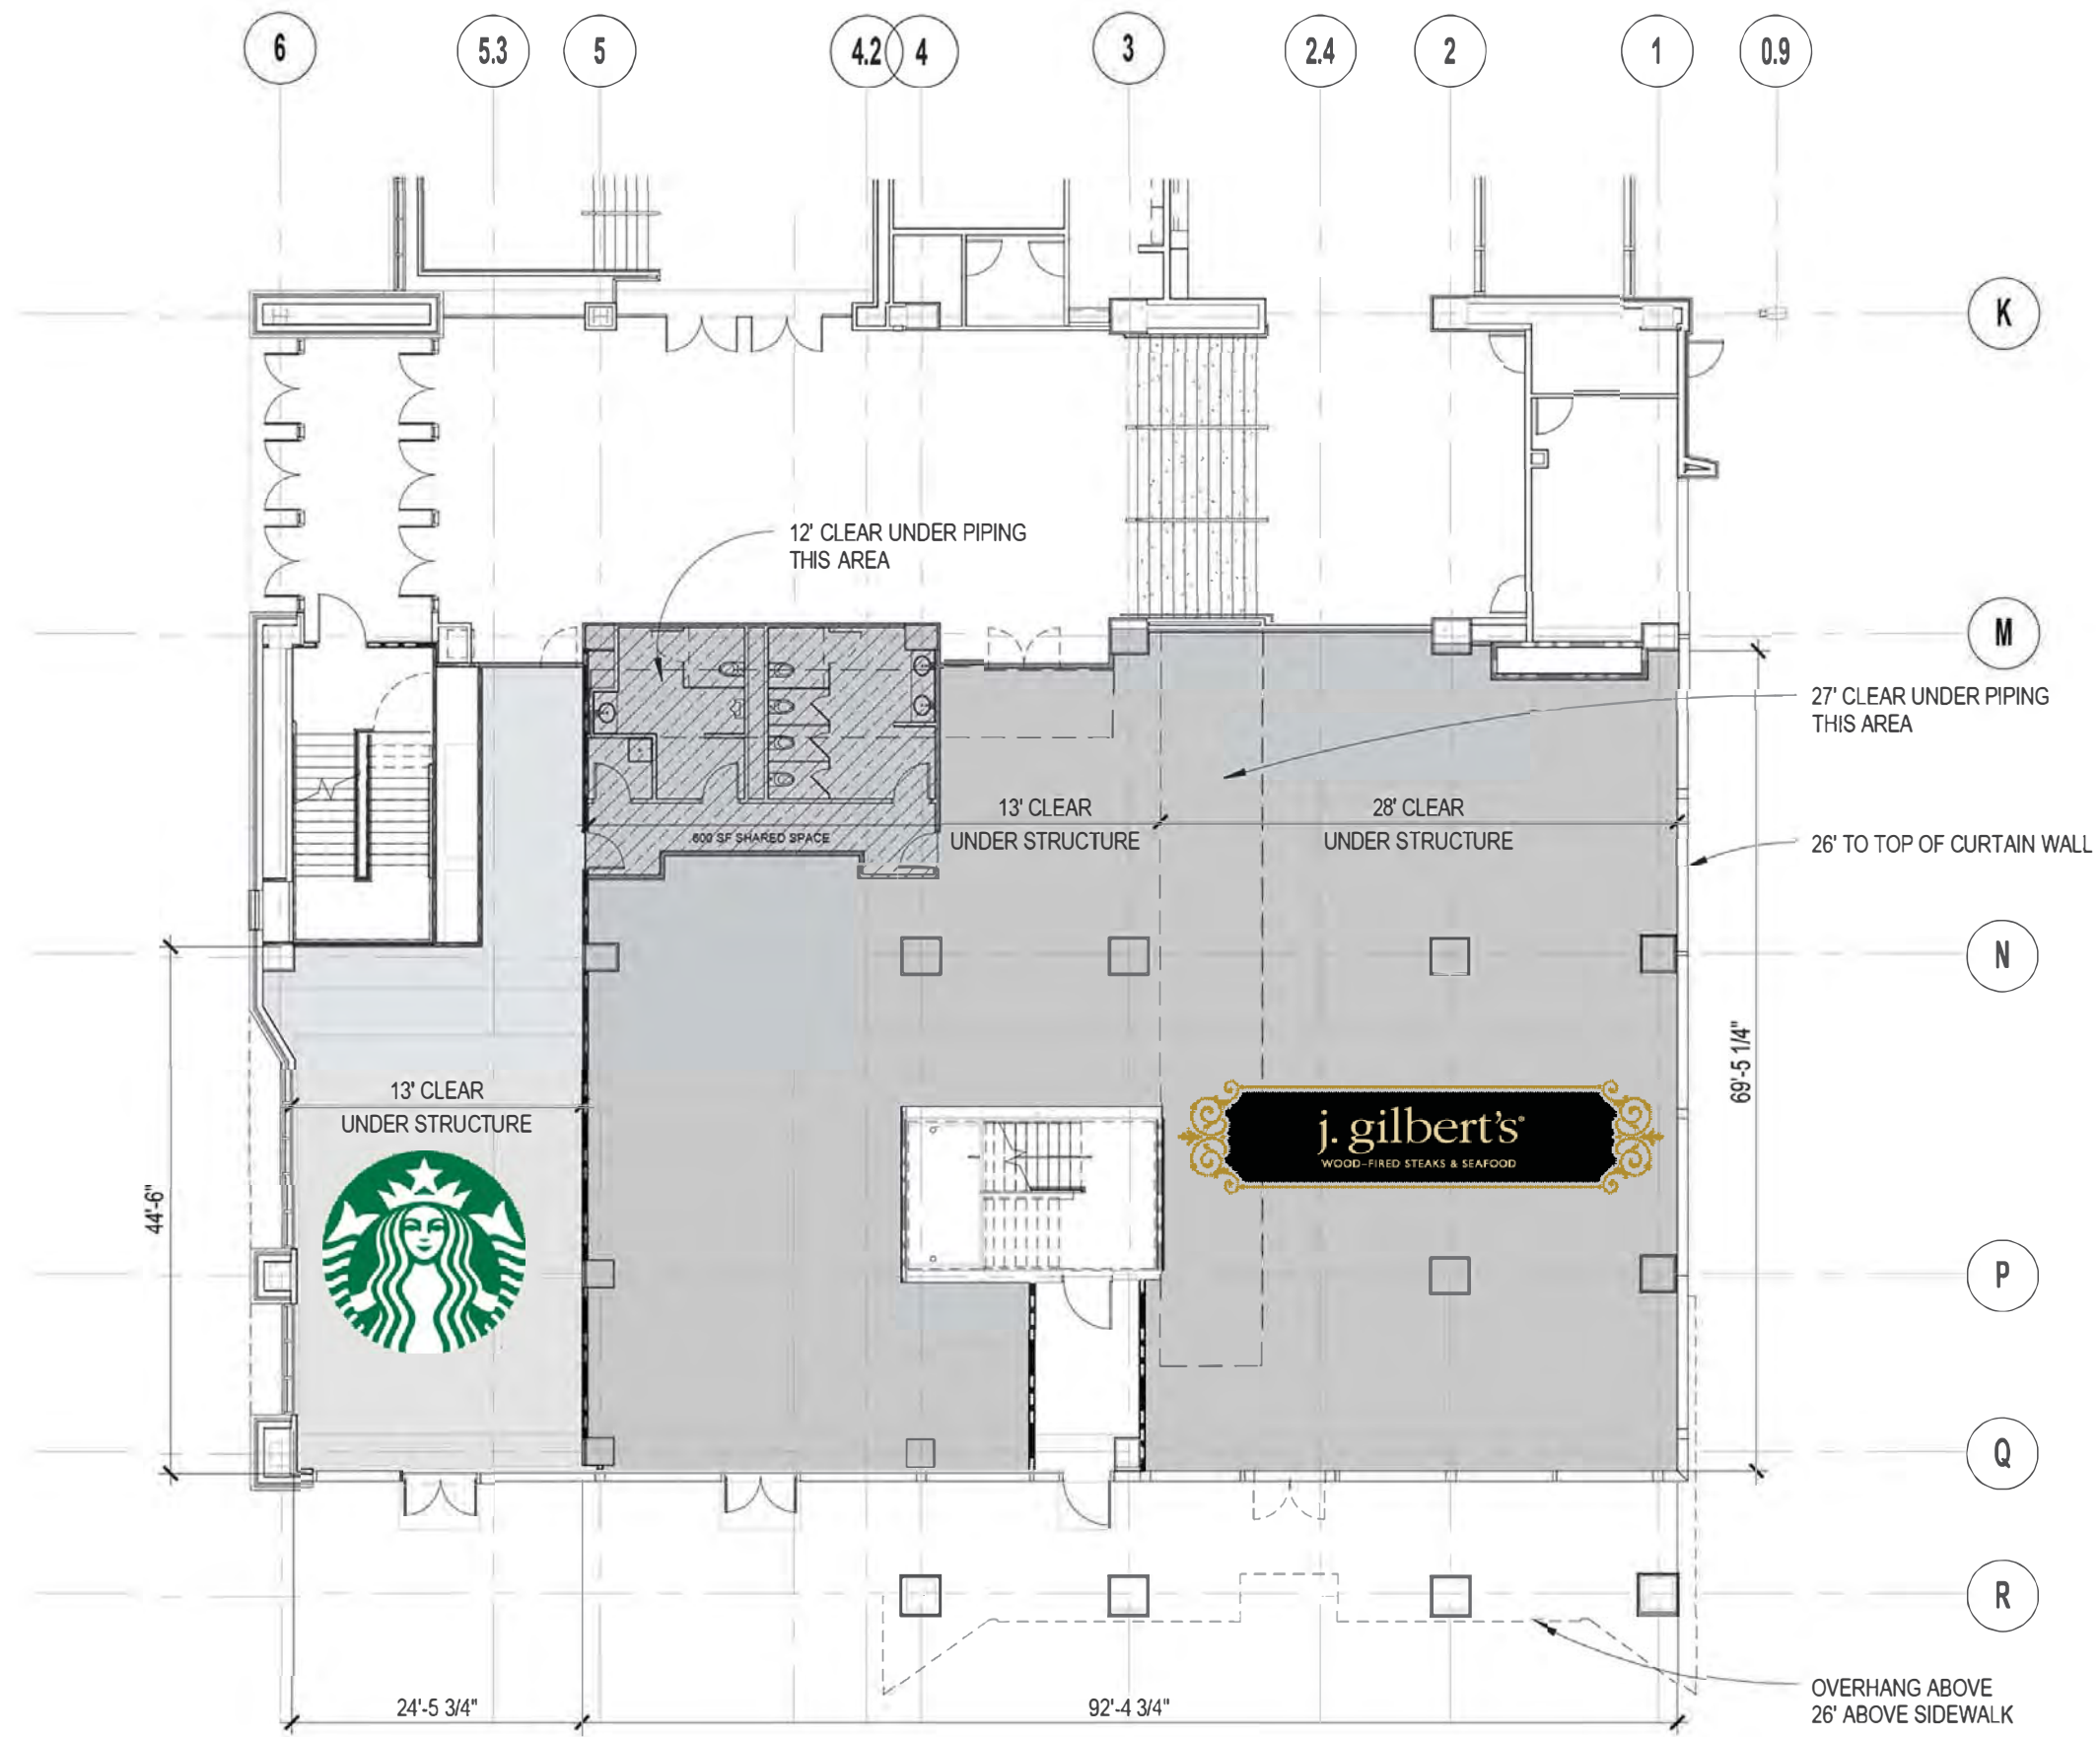 6
5.3
5
4.2
4
3
2.4
2
1
0.9
K
12' CLEAR UNDER PIPING
THIS AREA
M
27' CLEAR UNDER PIPING
THIS AREA
13' CLEAR
UNDER STRUCTURE
28' CLEAR
UNDER STRUCTURE
600 SF SHARED SPACE
26' TO TOP OF CURTAIN WALL
N
69'-5 1/4"
13' CLEAR
UNDER STRUCTURE
j. gilbert's®
WOOD-FIRED STEAKS & SEAFOOD
44'-6"
P
Q
R
OVERHANG ABOVE
26' ABOVE SIDEWALK
24'-5 3/4"
92'-4 3/4"